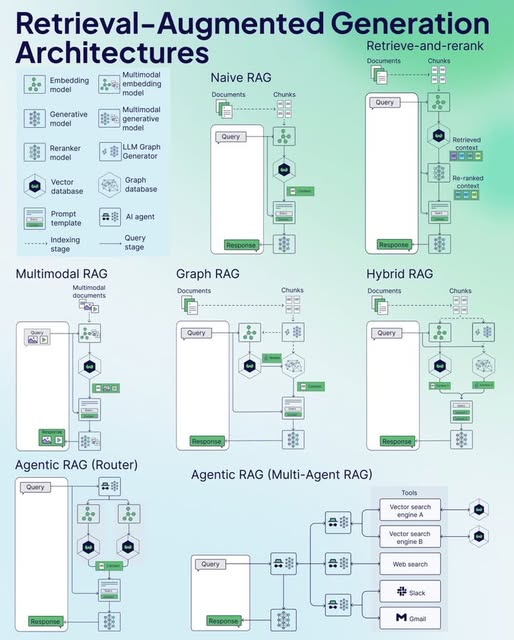 Retrieval-Augmented Generation
Architectures
Embedding
model
Multimodal
embedding
model
Generative
model
Multimodal
generative
model
Reranker
model
LLM Graph
Generator
Vector
database
Graph
database
Prompt
template
AI agent
Indexing
stage
Query
stage
Naive RAG
Documents
Chunks
Query
Context
Response
Retrieve-and-rerank
Documents
Chunks
Query
Retrieved
context
Re-ranked
context
Response
Multimodal RAG
Multimodal
documents
Query
Response
Graph RAG
Documents
Chunks
Query
Context
Response
Hybrid RAG
Documents
Chunks
Query
Response
Agentic RAG (Router)
Query
Context
Response
Agentic RAG (Multi-Agent RAG)
Tools
Vector search
engine A
Vector search
engine B
Query
Web search
Slack
Response
Gmail